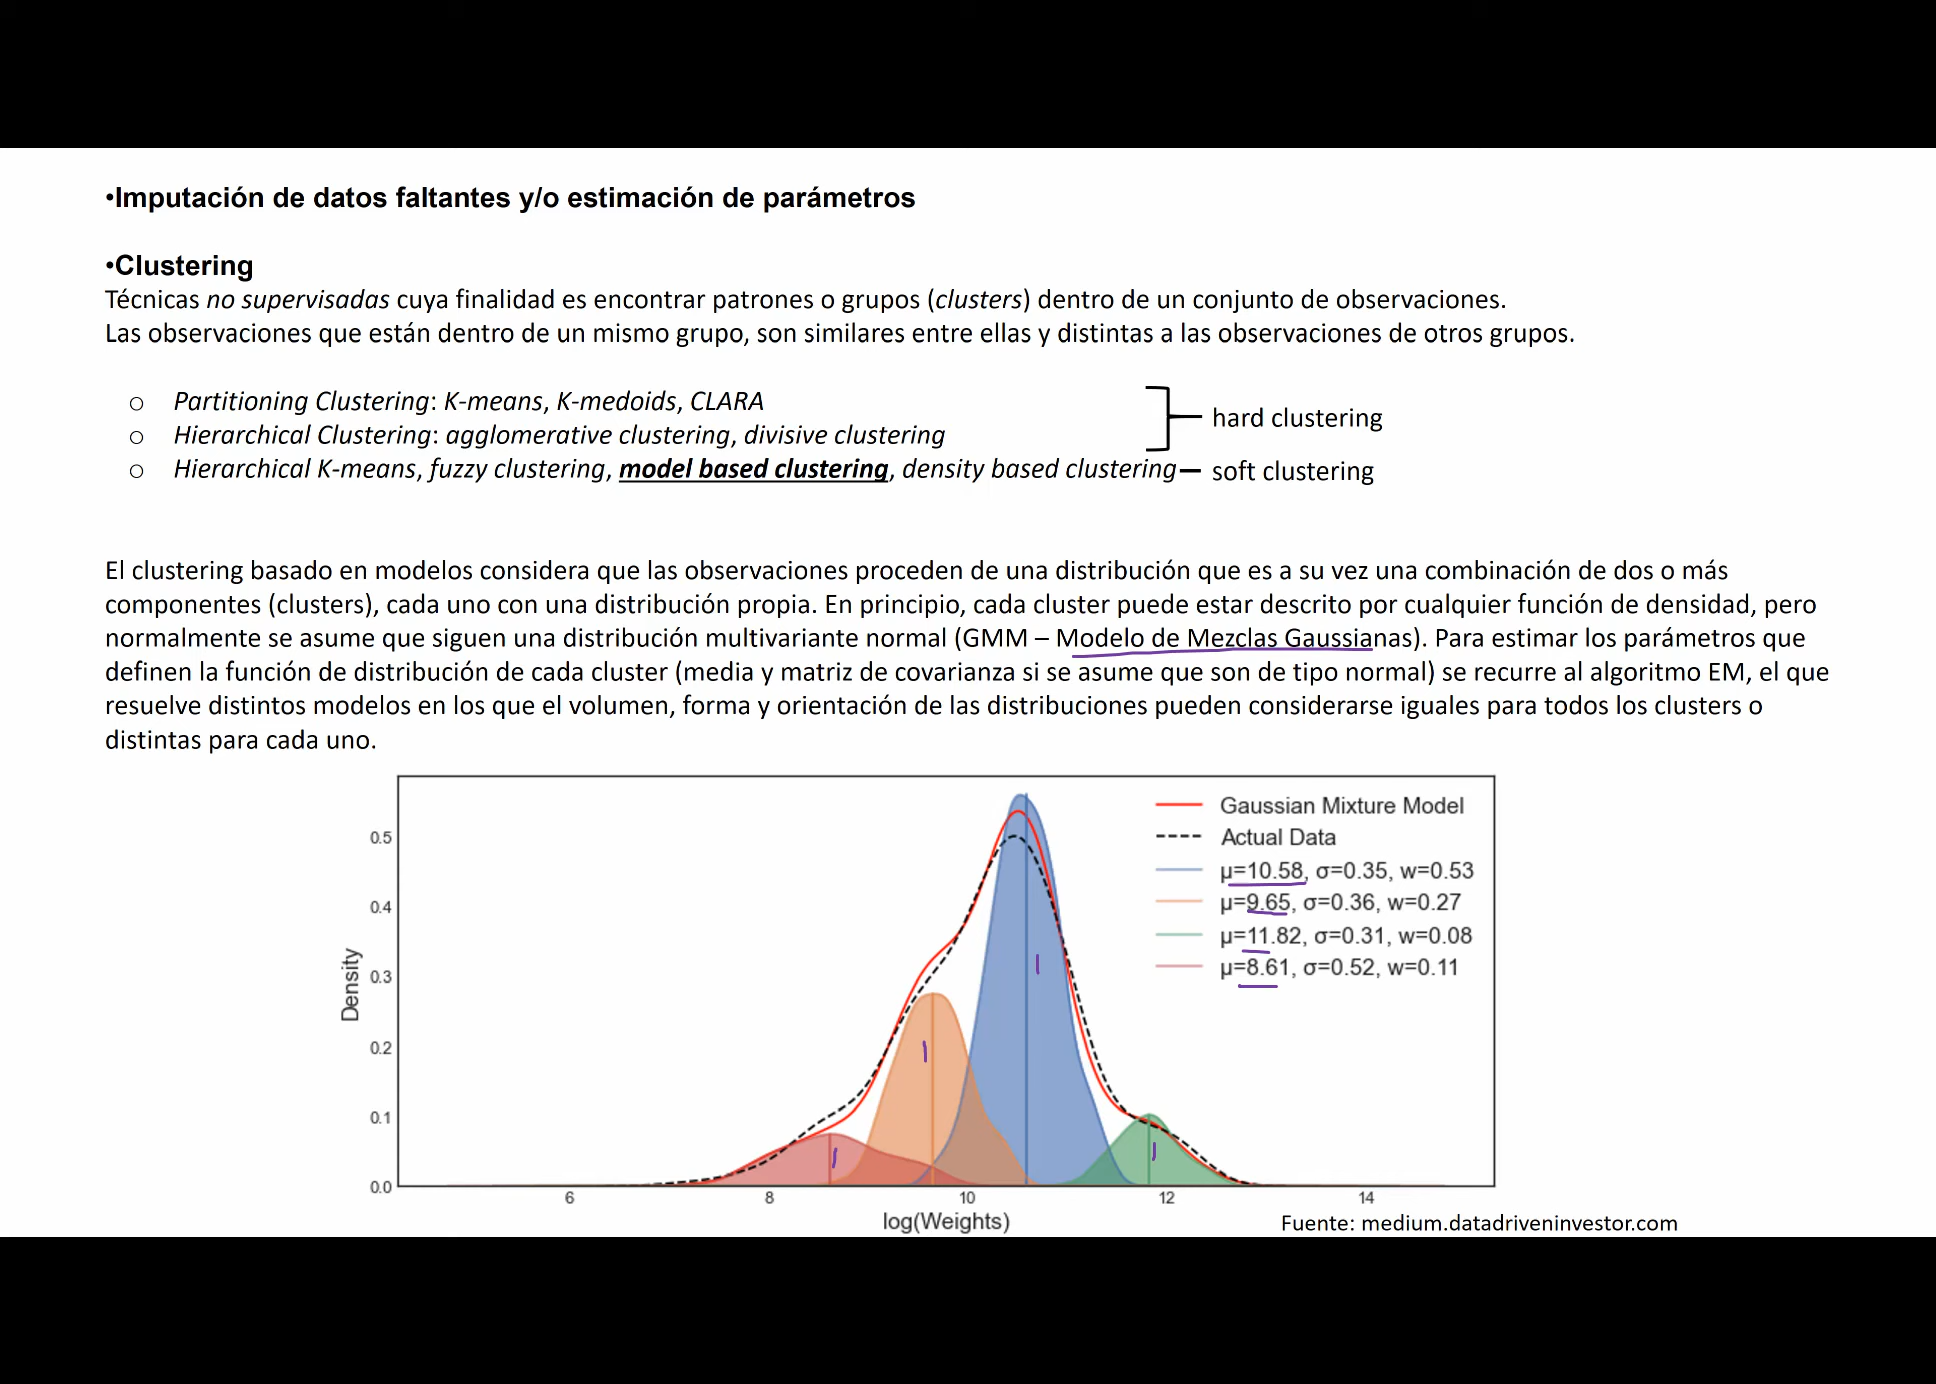 •Imputación de datos faltantes y/o estimación de parámetros
•Clustering
Técnicas no supervisadas cuya finalidad es encontrar patrones o grupos (clusters) dentro de un conjunto de observaciones.
Las observaciones que están dentro de un mismo grupo, son similares entre ellas y distintas a las observaciones de otros grupos.
o Partitioning Clustering: K-means, K-medoids, CLARA
o Hierarchical Clustering: agglomerative clustering, divisive clustering
hard clustering
o Hierarchical K-means, fuzzy clustering, model based clustering, density based clustering
soft clustering
El clustering basado en modelos considera que las observaciones proceden de una distribución que es a su vez una combinación de dos o más
componentes (clusters), cada uno con una distribución propia. En principio, cada cluster puede estar descrito por cualquier función de densidad, pero
normalmente se asume que siguen una distribución multivariante normal (GMM – Modelo de Mezclas Gaussianas). Para estimar los parámetros que
definen la función de distribución de cada cluster (media y matriz de covarianza si se asume que son de tipo normal) se recurre al algoritmo EM, el que
resuelve distintos modelos en los que el volumen, forma y orientación de las distribuciones pueden considerarse iguales para todos los clusters o
distintas para cada uno.
Gaussian Mixture Model
Actual Data
μ=10.58, σ=0.35, w=0.53
μ=9.65, σ=0.36, w=0.27
μ=11.82, σ=0.31, w=0.08
μ=8.61, σ=0.52, w=0.11
Density
0.5
0.4
0.3
0.2
0.1
0.0
6 8 10 12 14
log(Weights)
Fuente: medium.datadriveninvestor.com